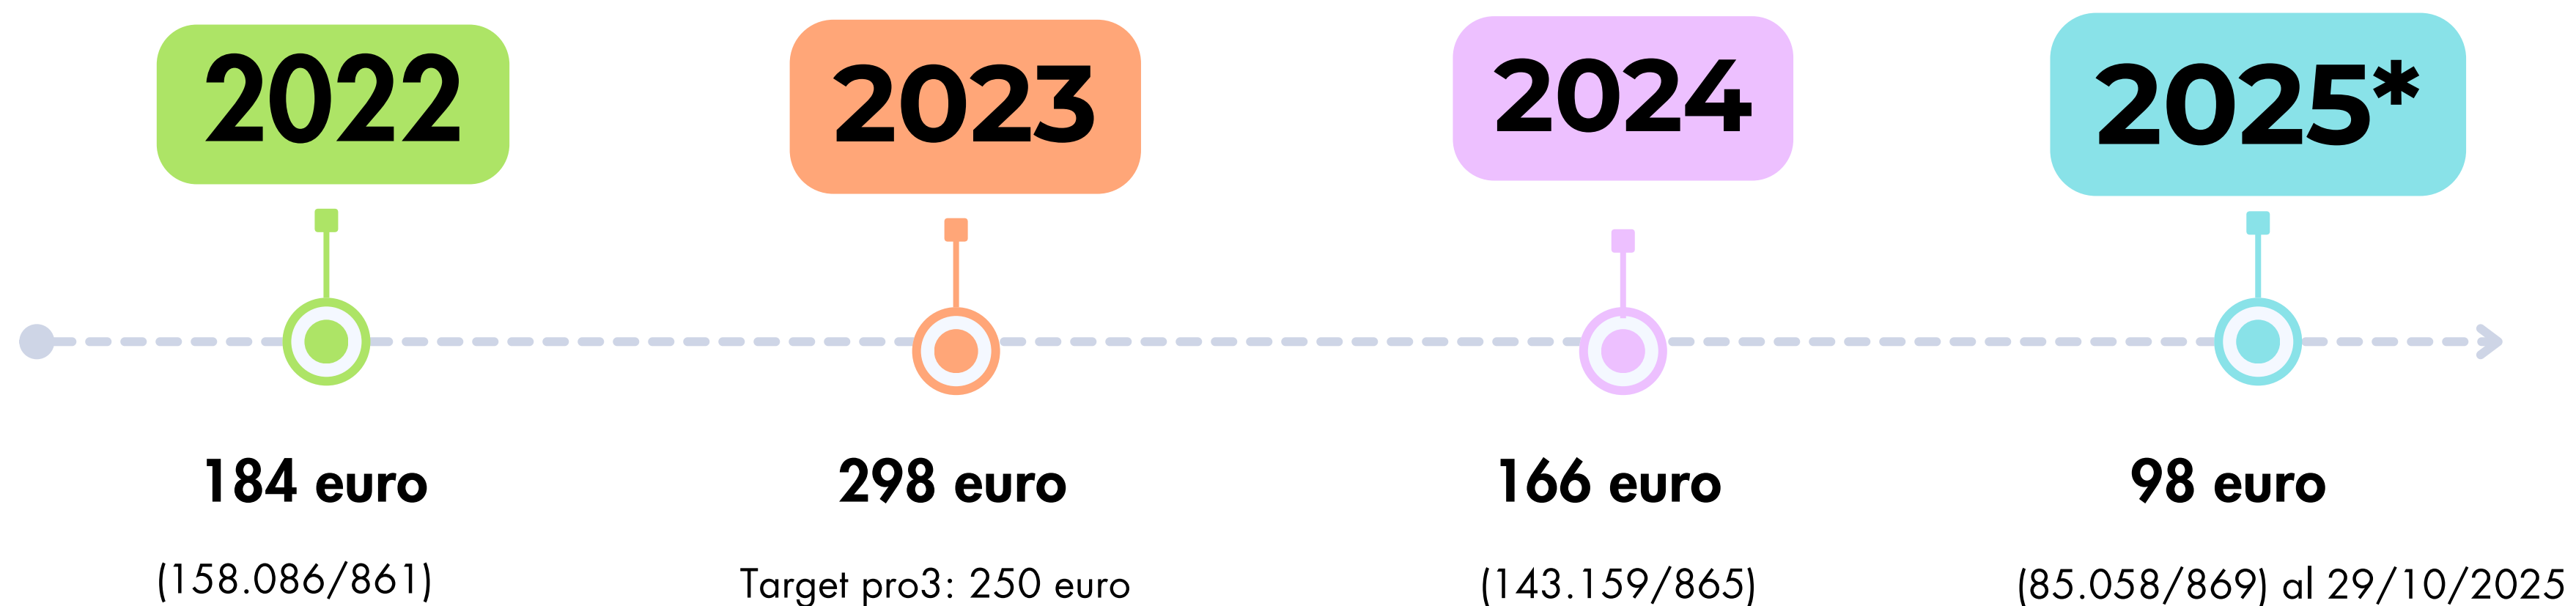 2022 2023 2024 2025*
184 euro 298 euro 166 euro 98 euro
(158.086/861) Target pro3: 250 euro (143.159/865) (85.058/869) al 29/10/2025